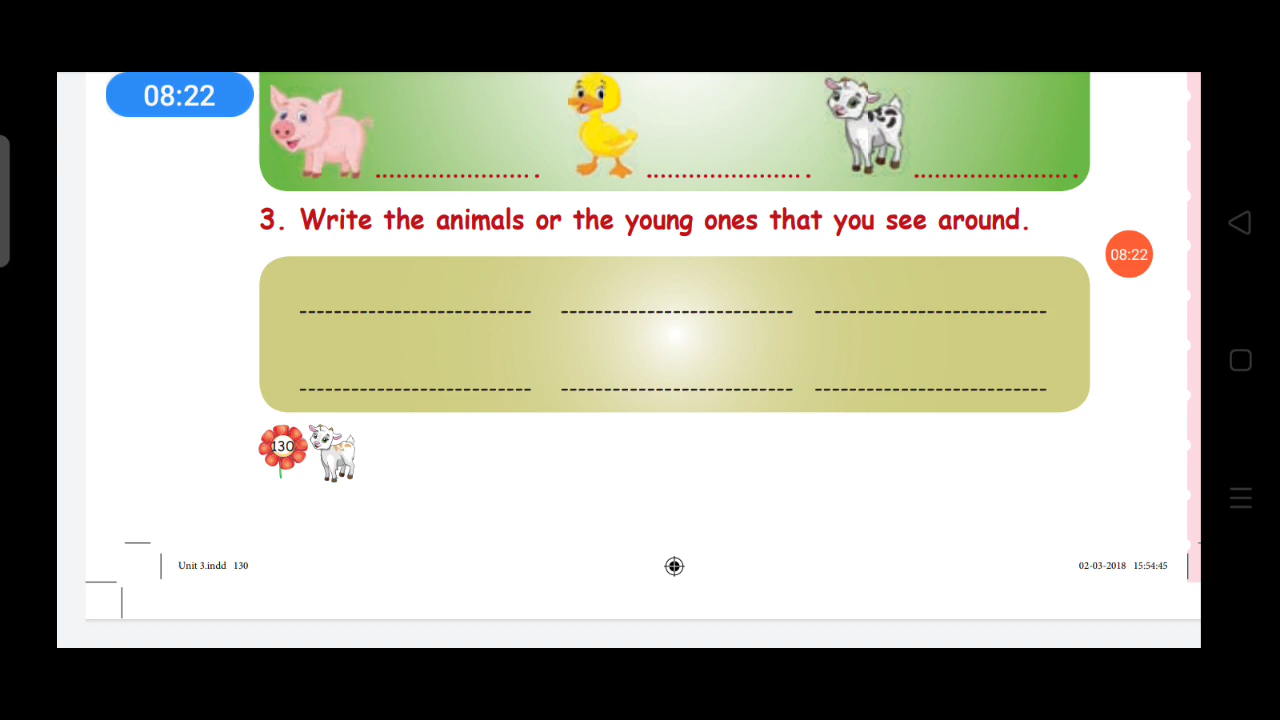 08:22
3. Write the animals or the young ones that you see around.
08:22
130
Unit 3.indd 130
02-03-2018 15:54:45